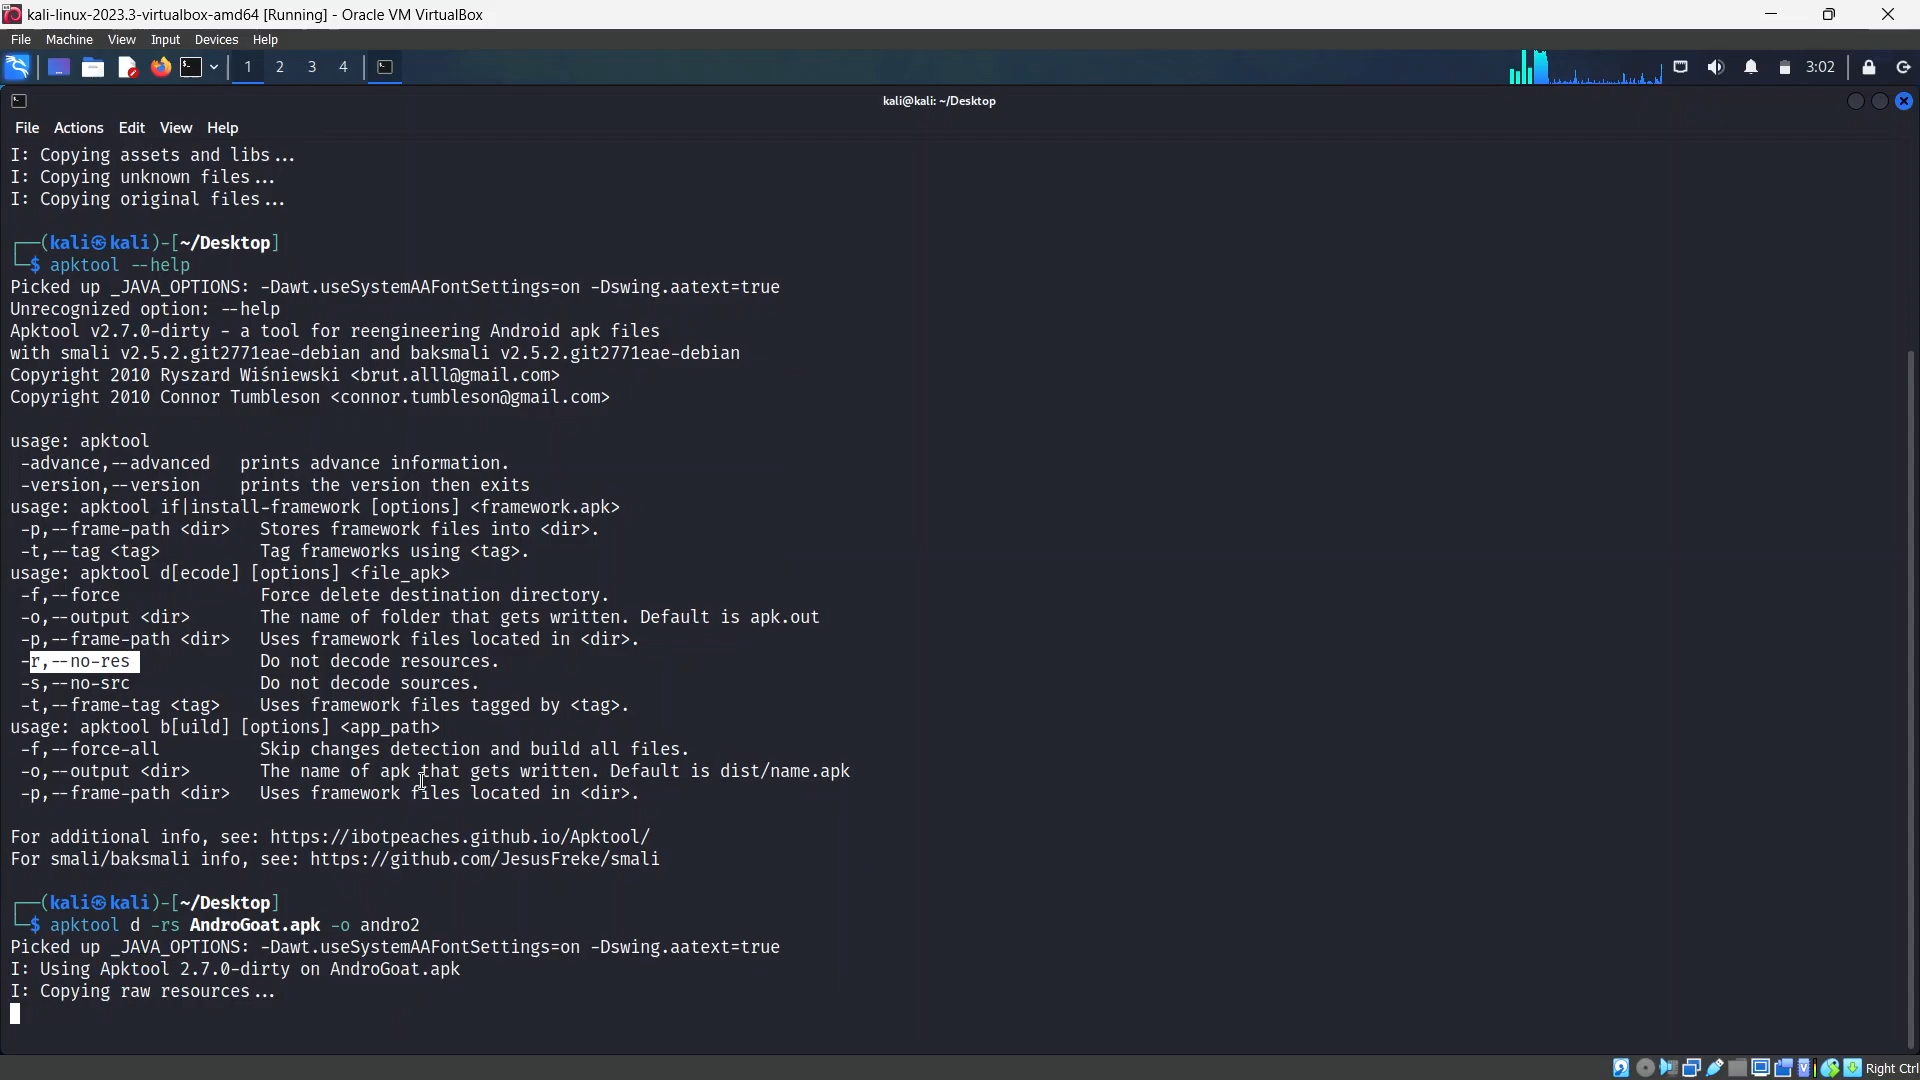 kali-linux-2023.3-virtualbox-amd64 [Running] - Oracle VM VirtualBox
File Machine View Input Devices Help
1 2 3 4
3:02
kali@kali: ~/Desktop
File Actions Edit View Help
I: Copying assets and libs...
I: Copying unknown files...
I: Copying original files...
(kali㉿kali)-[~/Desktop]
$ apktool --help
Picked up _JAVA_OPTIONS: -Dawt.useSystemAAFontSettings=on -Dswing.aatext=true
Unrecognized option: --help
Apktool v2.7.0-dirty - a tool for reengineering Android apk files
with smali v2.5.2.git2771eae-debian and baksmali v2.5.2.git2771eae-debian
Copyright 2010 Ryszard Wiśniewski <brut.alll@gmail.com>
Copyright 2010 Connor Tumbleson <connor.tumbleson@gmail.com>
usage: apktool
-advance,--advanced prints advance information.
-version,--version prints the version then exits
usage: apktool if|install-framework [options] <framework.apk>
-p,--frame-path <dir> Stores framework files into <dir>.
-t,--tag <tag> Tag frameworks using <tag>.
usage: apktool d[ecode] [options] <file_apk>
-f,--force Force delete destination directory.
-o,--output <dir> The name of folder that gets written. Default is apk.out
-p,--frame-path <dir> Uses framework files located in <dir>.
-r,--no-res Do not decode resources.
-s,--no-src Do not decode sources.
-t,--frame-tag <tag> Uses framework files tagged by <tag>.
usage: apktool b[uild] [options] <app_path>
-f,--force-all Skip changes detection and build all files.
-o,--output <dir> The name of apk that gets written. Default is dist/name.apk
-p,--frame-path <dir> Uses framework files located in <dir>.
For additional info, see: https://ibotpeaches.github.io/Apktool/
For smali/baksmali info, see: https://github.com/JesusFreke/smali
(kali㉿kali)-[~/Desktop]
$ apktool d -rs AndroGoat.apk -o andro2
Picked up _JAVA_OPTIONS: -Dawt.useSystemAAFontSettings=on -Dswing.aatext=true
I: Using Apktool 2.7.0-dirty on AndroGoat.apk
I: Copying raw resources...
Right Ctrl